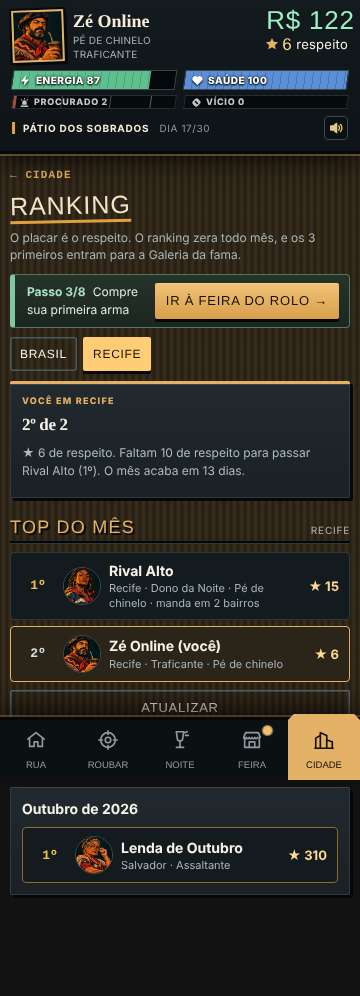 Zé Online
PÉ DE CHINELO
TRAFICANTE
R$ 122
★ 6 respeito
ENERGIA 87
SAÚDE 100
PROCURADO 2
VÍCIO 0
PÁTIO DOS SOBRADOS DIA 17/30
← CIDADE
RANKING
O placar é o respeito. O ranking zera todo mês, e os 3
primeiros entram para a Galeria da fama.
Passo 3/8 Compre
sua primeira arma
IR À FEIRA DO ROLO →
BRASIL
RECIFE
VOCÊ EM RECIFE
2º de 2
★ 6 de respeito. Faltam 10 de respeito para passar
Rival Alto (1º). O mês acaba em 13 dias.
TOP DO MÊS
RECIFE
1º
Rival Alto
Recife · Dono da Noite · Pé de
chinelo · manda em 2 bairros
★ 15
2º
Zé Online (você)
Recife · Traficante · Pé de chinelo
★ 6
ATUALIZAR
RUA
ROUBAR
NOITE
FEIRA
CIDADE
Outubro de 2026
1º
Lenda de Outubro
Salvador · Assaltante
★ 310